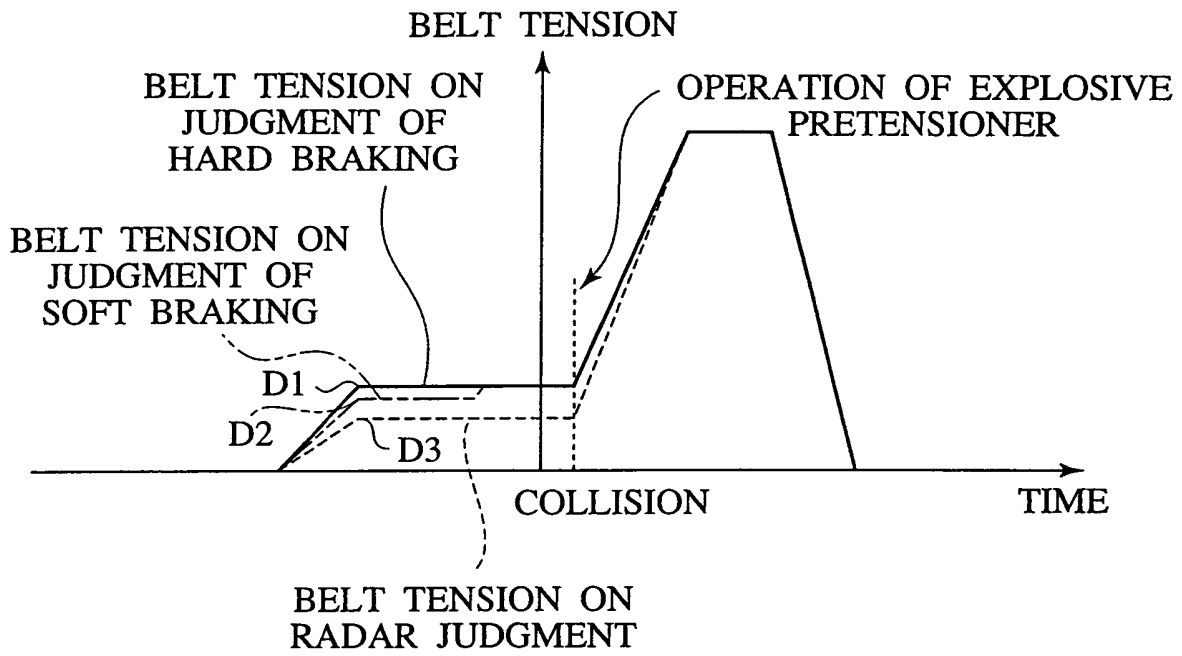 BELT TENSION
BELT TENSION ON
JUDGMENT OF
HARD BRAKING
OPERATION OF EXPLOSIVE
PRETENSIONER
BELT TENSION ON
JUDGMENT OF
SOFT BRAKING
D1
D2
D3
COLLISION
TIME
BELT TENSION ON
RADAR JUDGMENT